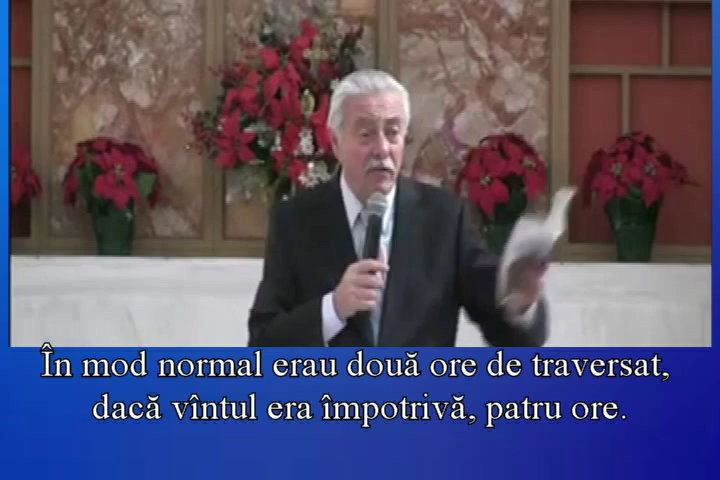 În mod normal erau două ore de traversat,
dacă vîntul era împotrivă, patru ore.